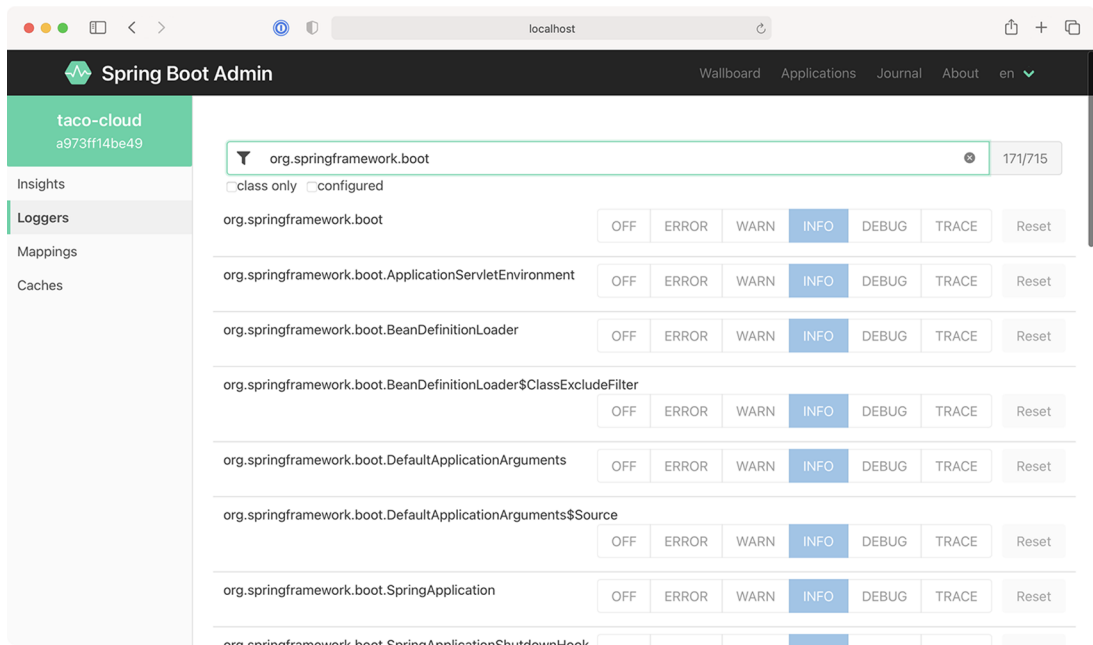 localhost
Spring Boot Admin
Wallboard Applications Journal About en
taco-cloud
a973ff14be49
Insights
Loggers
Mappings
Caches
org.springframework.boot 171/715
class only configured
org.springframework.boot
OFF ERROR WARN INFO DEBUG TRACE Reset
org.springframework.boot.ApplicationServletEnvironment
OFF ERROR WARN INFO DEBUG TRACE Reset
org.springframework.boot.BeanDefinitionLoader
OFF ERROR WARN INFO DEBUG TRACE Reset
org.springframework.boot.BeanDefinitionLoader$ClassExcludeFilter
OFF ERROR WARN INFO DEBUG TRACE Reset
org.springframework.boot.DefaultApplicationArguments
OFF ERROR WARN INFO DEBUG TRACE Reset
org.springframework.boot.DefaultApplicationArguments$Source
OFF ERROR WARN INFO DEBUG TRACE Reset
org.springframework.boot.SpringApplication
OFF ERROR WARN INFO DEBUG TRACE Reset
org.springframework.boot.SpringApplicationShutdownHook